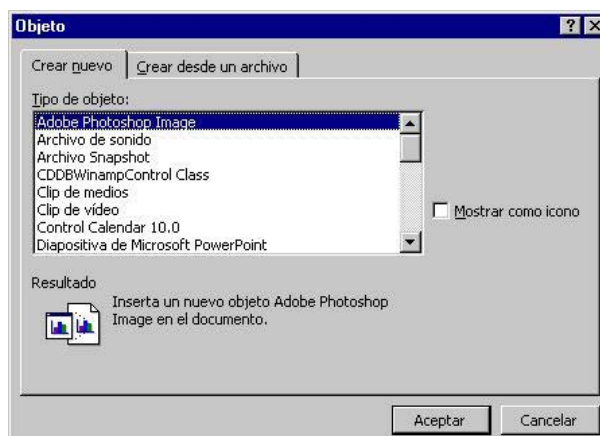 Objeto
Crear nuevo
Crear desde un archivo
Tipo de objeto:
Adobe Photoshop Image
Archivo de sonido
Archivo Snapshot
CDDBWinampControl Class
Clip de medios
Clip de vídeo
Control Calendar 10.0
Diapositiva de Microsoft PowerPoint
Mostrar como icono
Resultado
Inserta un nuevo objeto Adobe Photoshop
Image en el documento.
Aceptar
Cancelar